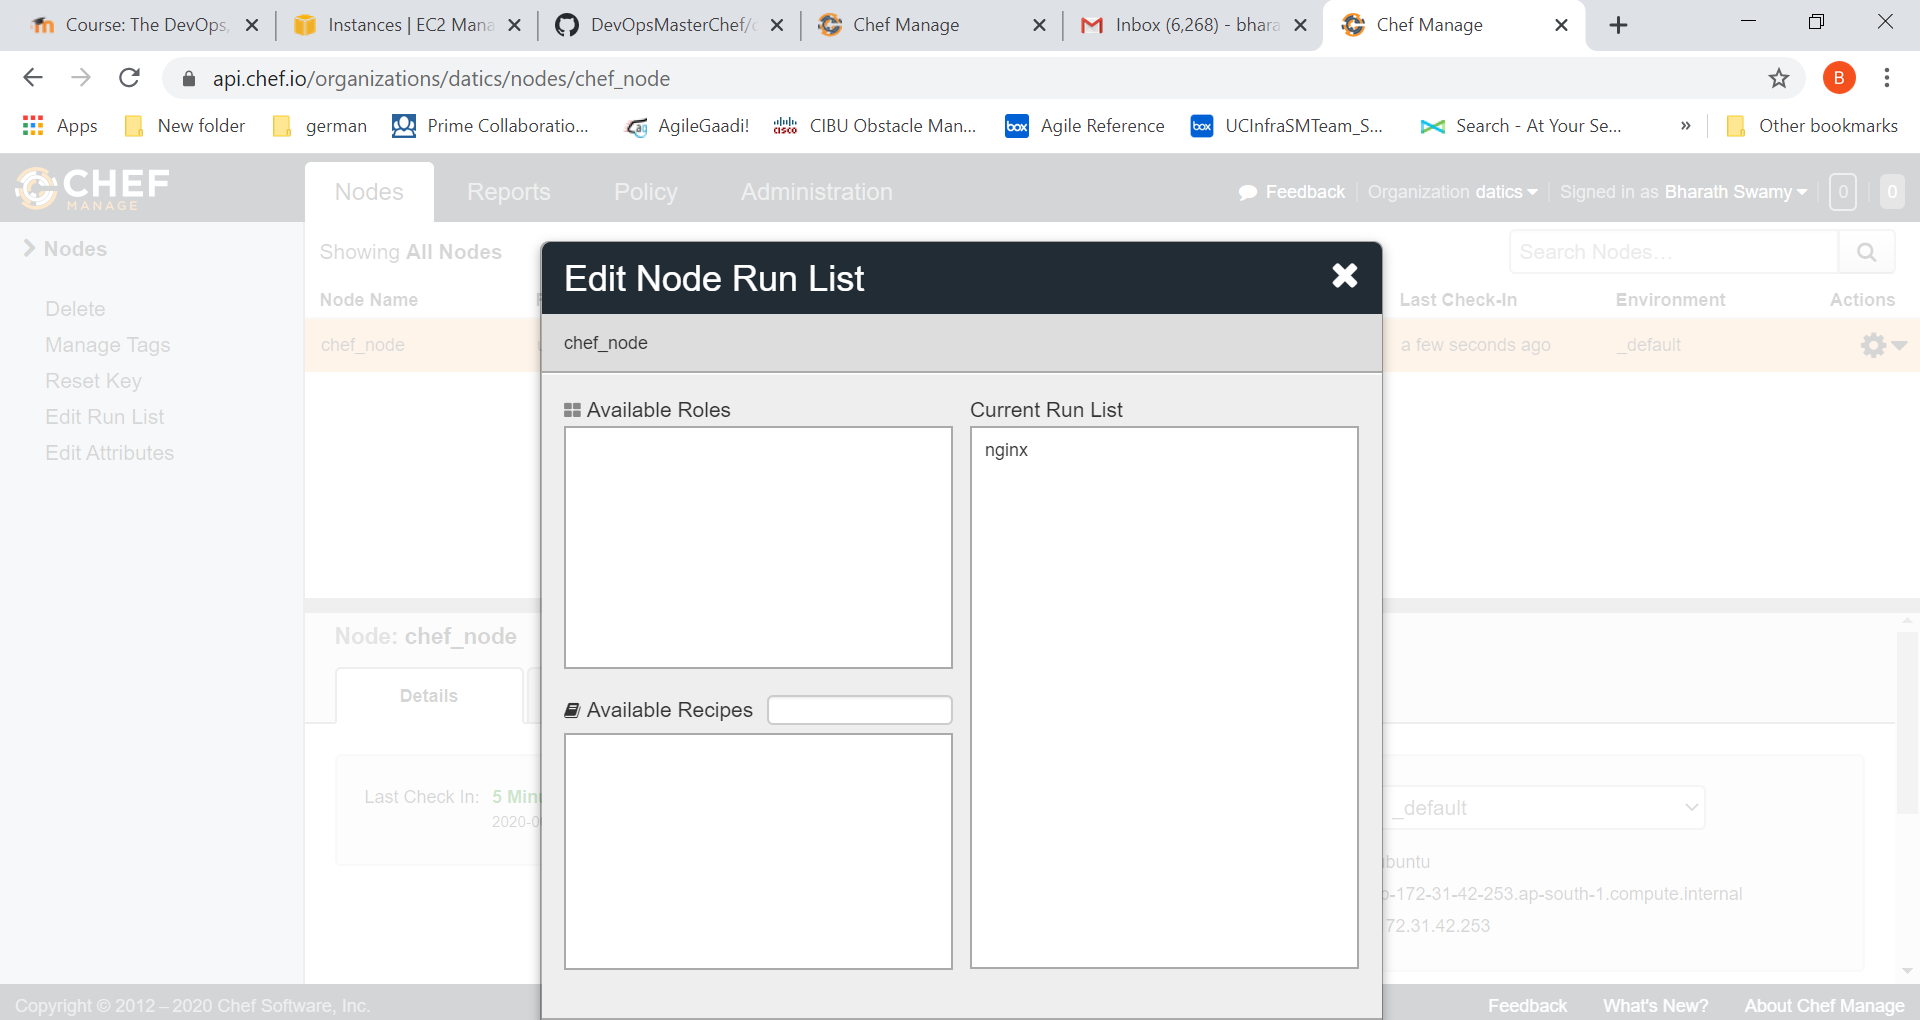 Course: The DevOps,
Instances | EC2 Mana
DevOpsMasterChef/c
Chef Manage
Inbox (6,268) - bhara
Chef Manage
api.chef.io/organizations/datics/nodes/chef_node
B
Apps
New folder
german
Prime Collaboratio...
AgileGaadi!
CIBU Obstacle Man...
Agile Reference
UCInfraSMTeam_S...
Search - At Your Se...
»
Other bookmarks
CHEF
MANAGE
Nodes
Reports
Policy
Administration
Feedback
Organization datics
Signed in as Bharath Swamy
0
0
Nodes
Delete
Manage Tags
Reset Key
Edit Run List
Edit Attributes
Showing All Nodes
Search Nodes...
Node Name
Last Check-In
Environment
Actions
chef_node
a few seconds ago
_default
Edit Node Run List
chef_node
Available Roles
Current Run List
nginx
Available Recipes
Node: chef_node
Details
Last Check In: 5 Minu
2020-0
_default
buntu
p-172-31-42-253.ap-south-1.compute.internal
72.31.42.253
Copyright © 2012 – 2020 Chef Software, Inc.
Feedback
What's New?
About Chef Manage